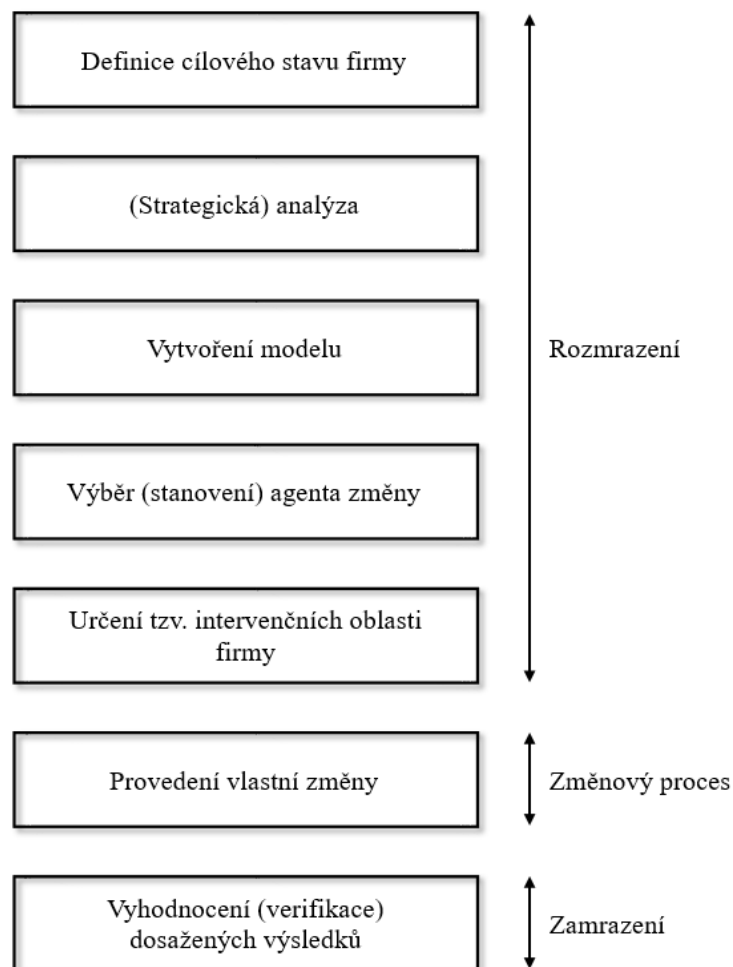 Definice cílového stavu firmy
(Strategická) analýza
Vytvoření modelu
Rozmrazení
Výběr (stanovení) agenta změny
Určení tzv. intervenčních oblasti
firmy
Provedení vlastní změny
Změnový proces
Vyhodnocení (verifikace)
dosažených výsledků
Zamrazení